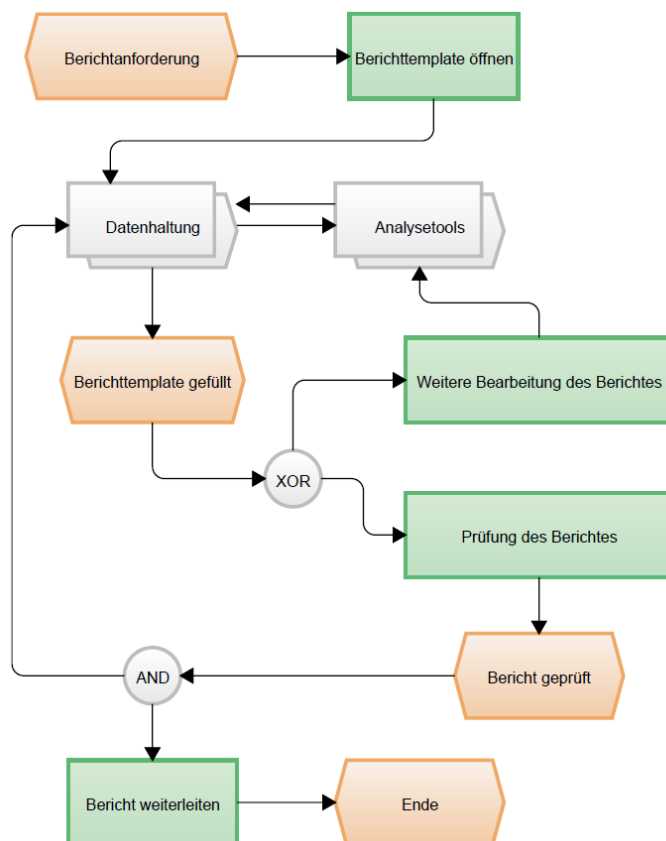 Berichtanforderung
Berichttemplate öffnen
Datenhaltung
Analysetools
Berichttemplate gefüllt
Weitere Bearbeitung des Berichtes
XOR
Prüfung des Berichtes
AND
Bericht geprüft
Bericht weiterleiten
Ende